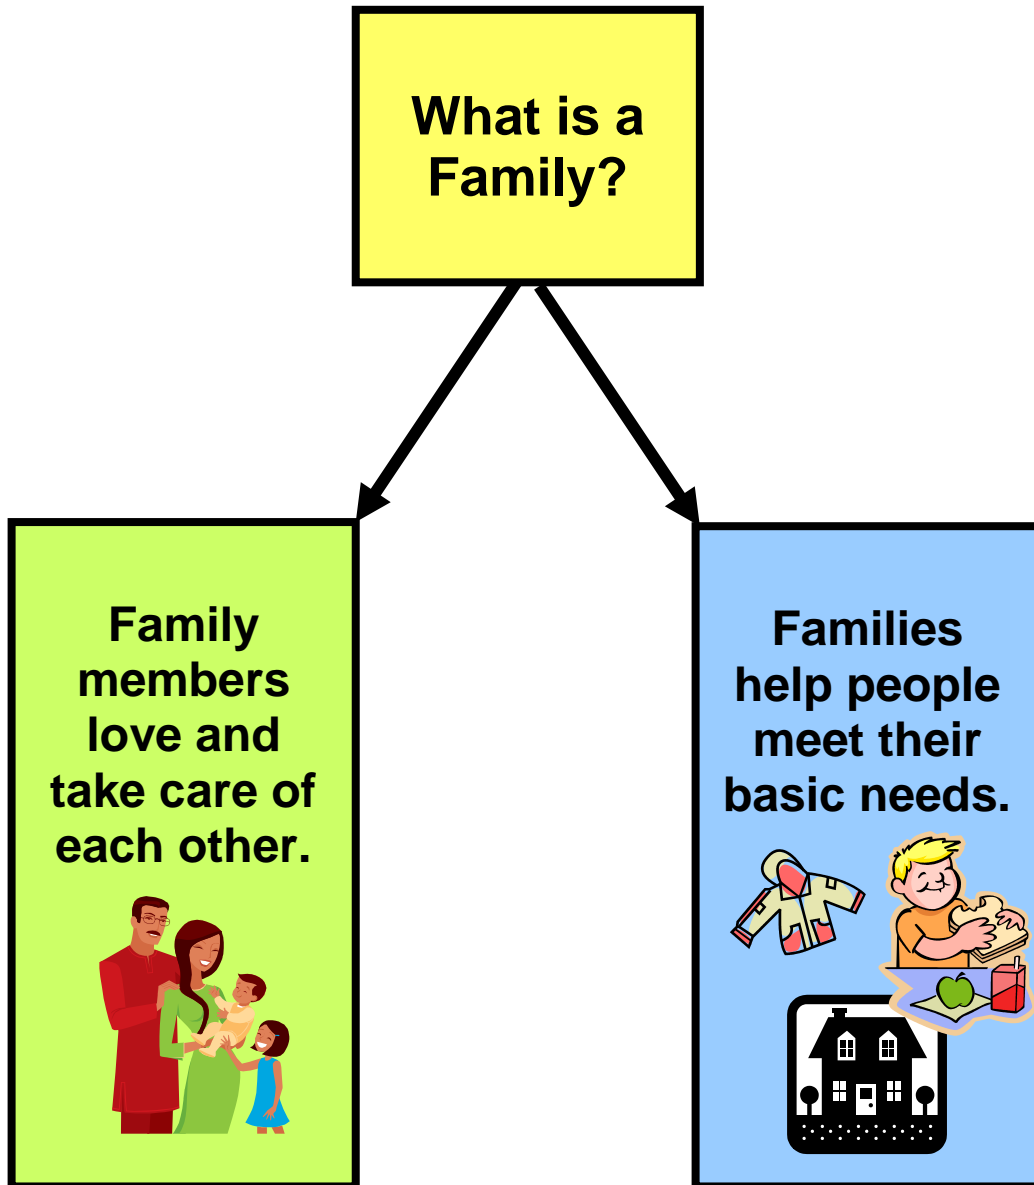 What is a
Family?
Family
members
love and
take care of
each other.
Families
help people
meet their
basic needs.